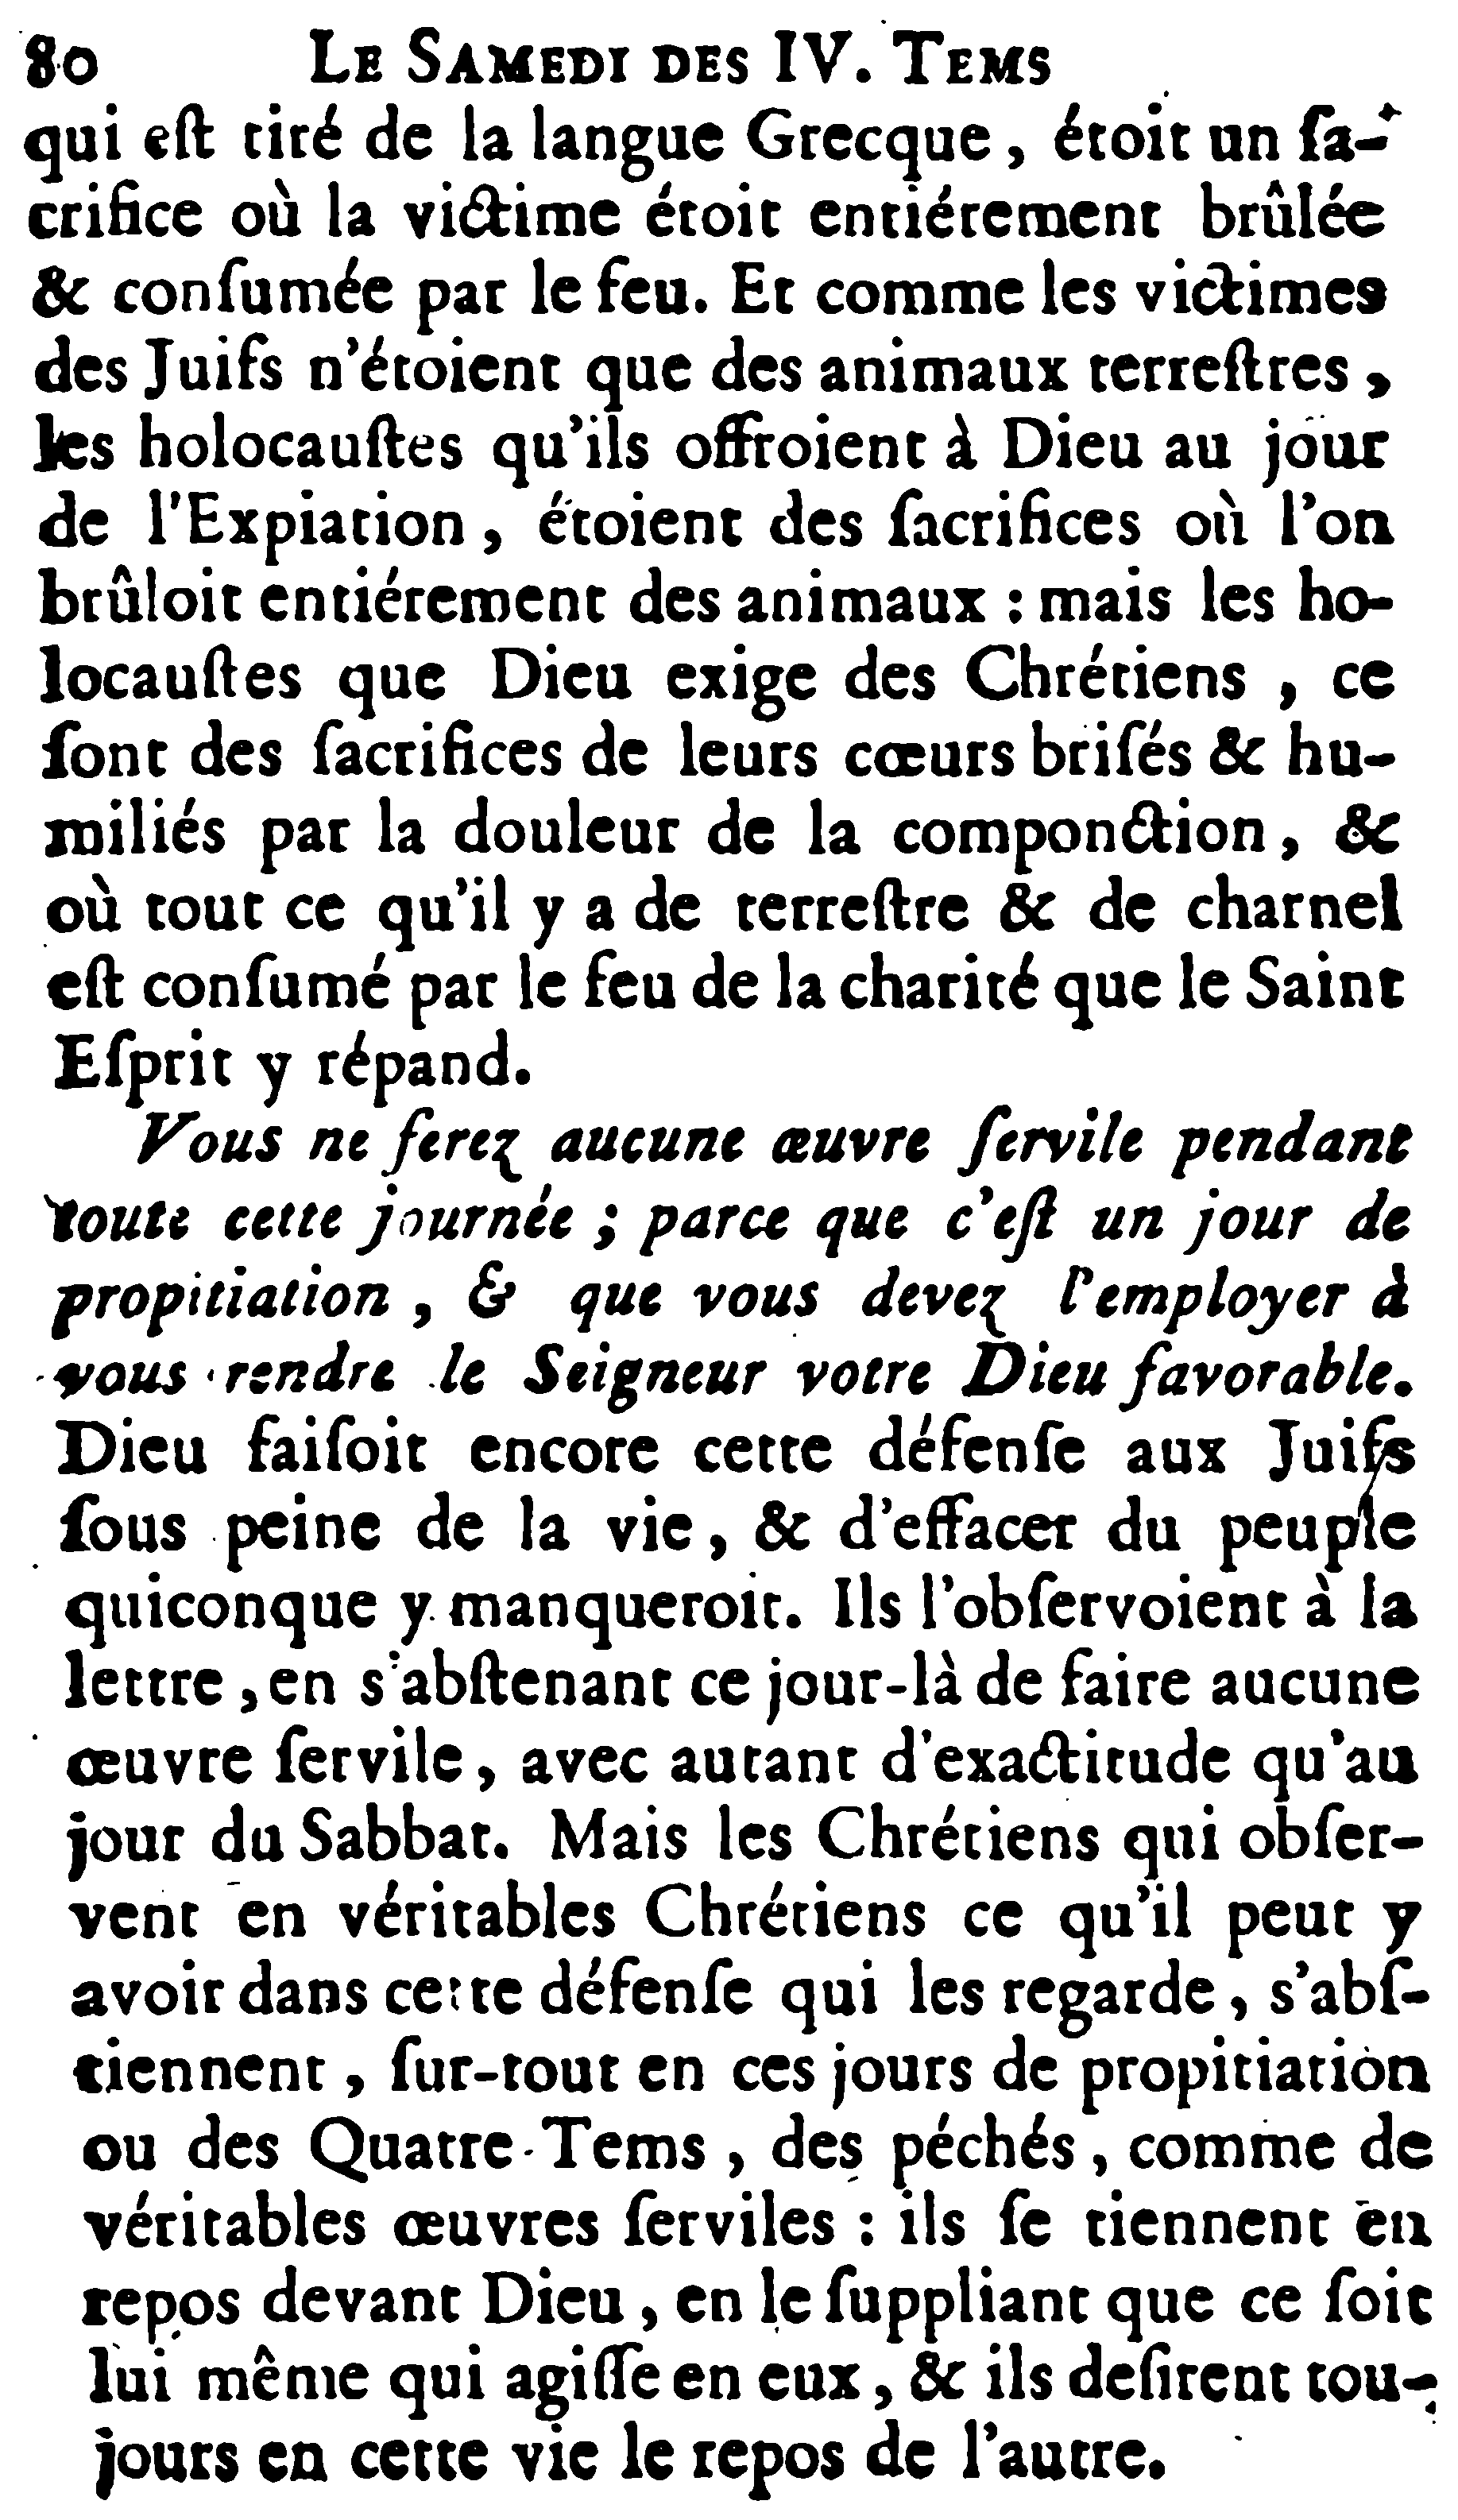 80 LE SAMEDI DES IV. TEMS
qui eſt tiré de la langue Grecque, étoit un ſa-
crifice où la victime étoit entiérement brûlée
& conſumée par le feu. Et comme les victimes
des Juifs n'étoient que des animaux terreſtres,
les holocauſtes qu'ils offroient à Dieu au jour
de l'Expiation, étoient des ſacrifices où l'on
brûloit entiérement des animaux : mais les ho-
locauſtes que Dieu exige des Chrétiens, ce
ſont des ſacrifices de leurs cœurs briſés & hu-
miliés par la douleur de la componction, &
où tout ce qu'il y a de terreſtre & de charnel
eſt conſumé par le feu de la charité que le Saint
Eſprit y répand.
Vous ne ferez aucune œuvre ſervile pendant
toute cette journée ; parce que c'eſt un jour de
propitiation, & que vous devez l'employer à
vous rendre le Seigneur votre Dieu favorable.
Dieu faiſoit encore cette défenſe aux Juifs
ſous peine de la vie, & d'effacer du peuple
quiconque y manqueroit. Ils l'obſervoient à la
lettre, en s'abſtenant ce jour-là de faire aucune
œuvre ſervile, avec autant d'exactitude qu'au
jour du Sabbat. Mais les Chrétiens qui obſer-
vent en véritables Chrétiens ce qu'il peut y
avoir dans cette défenſe qui les regarde, s'abſ-
tiennent, ſur-tout en ces jours de propitiation
ou des Quatre-Tems, des péchés, comme de
véritables œuvres ſerviles : ils ſe tiennent en
repos devant Dieu, en le ſuppliant que ce ſoit
lui même qui agiſſe en eux, & ils deſirent tou-
jours en cette vie le repos de l'autre.